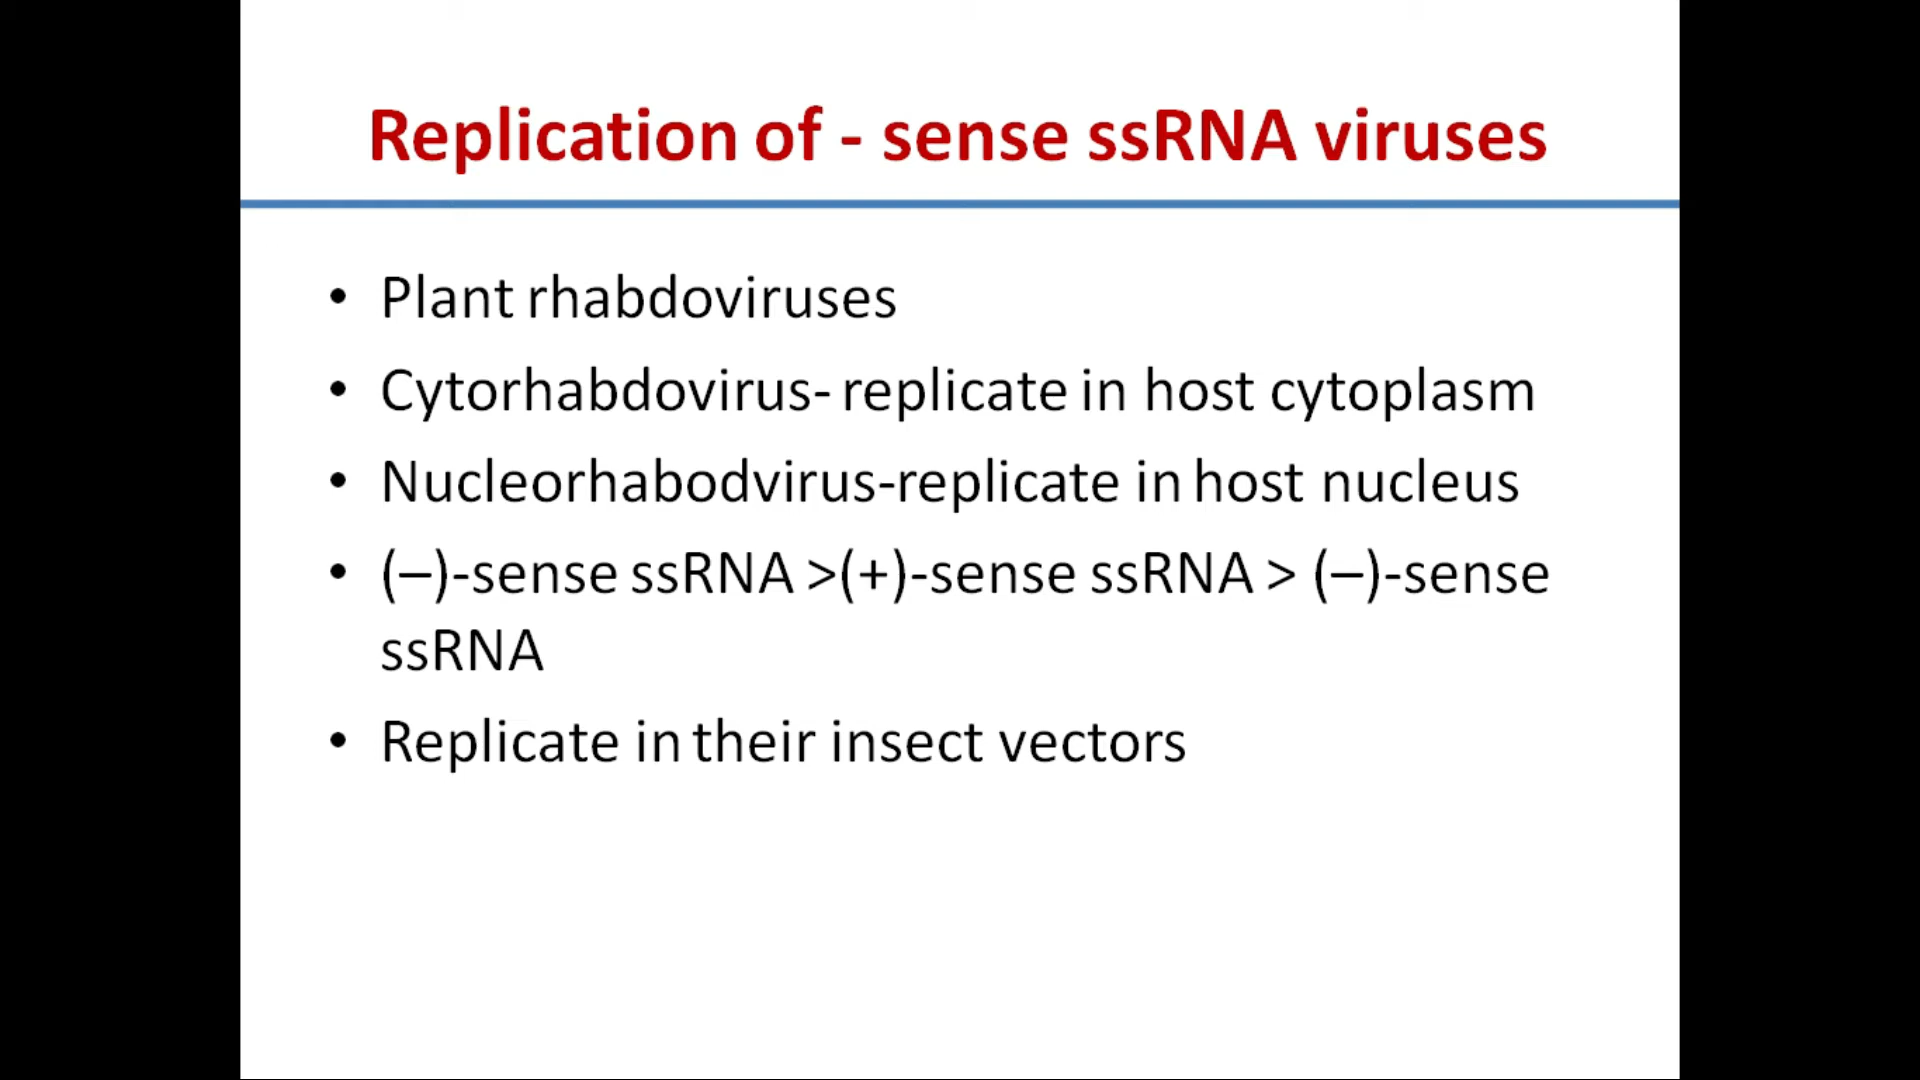 Replication of - sense ssRNA viruses
• Plant rhabdoviruses
• Cytorhabdovirus- replicate in host cytoplasm
• Nucleorhabodvirus-replicate in host nucleus
• (–)-sense ssRNA >(+)-sense ssRNA > (–)-sense
ssRNA
• Replicate in their insect vectors